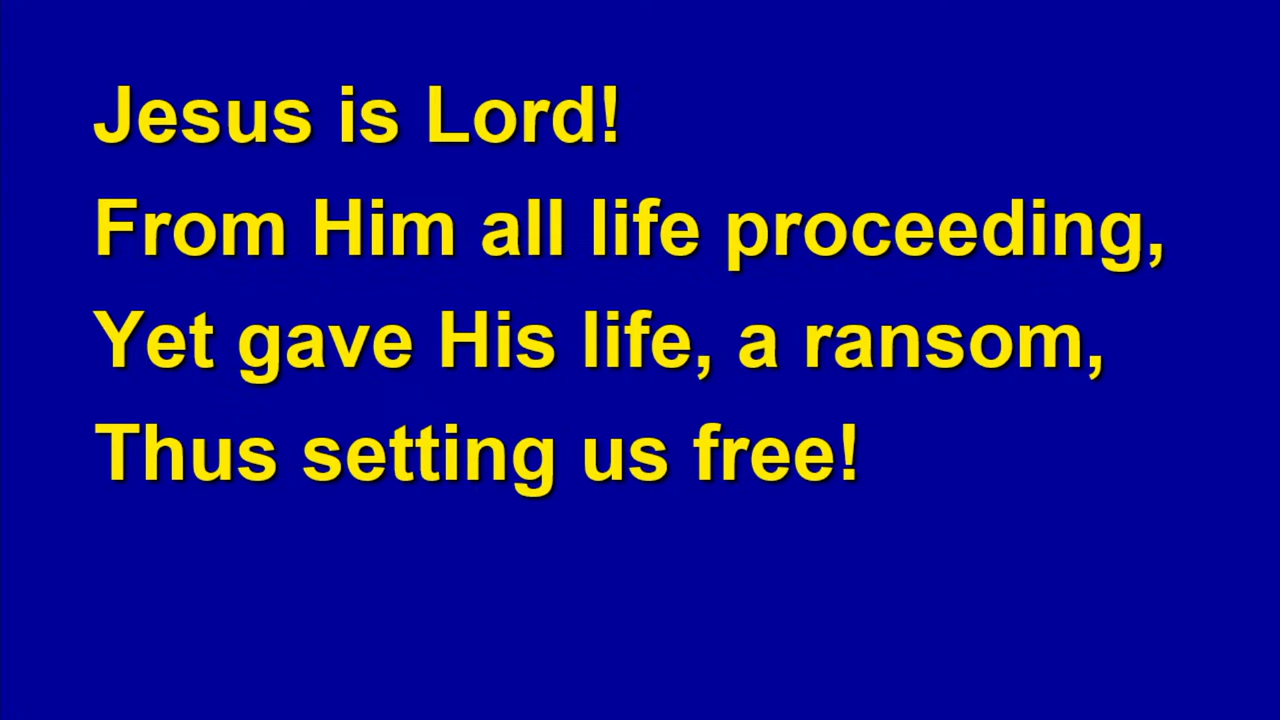 Jesus is Lord!
From Him all life proceeding,
Yet gave His life, a ransom,
Thus setting us free!